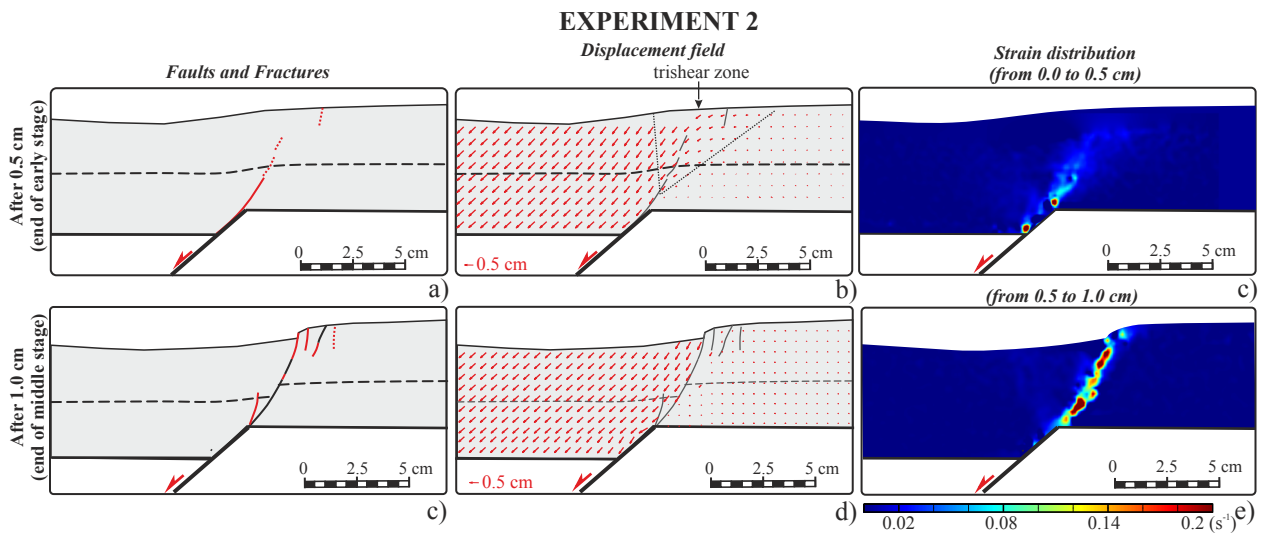 EXPERIMENT 2
Faults and Fractures
Displacement field
trishear zone
Strain distribution
(from 0.0 to 0.5 cm)
After 0.5 cm
(end of early stage)
0 2.5 5 cm
a)
0 2.5 5 cm
0.5 cm
b)
0 2.5 5 cm
c)
(from 0.5 to 1.0 cm)
After 1.0 cm
(end of middle stage)
0 2.5 5 cm
c)
0 2.5 5 cm
0.5 cm
d)
0 2.5 5 cm
e)
0.02 0.08 0.14 0.2 (s⁻¹)